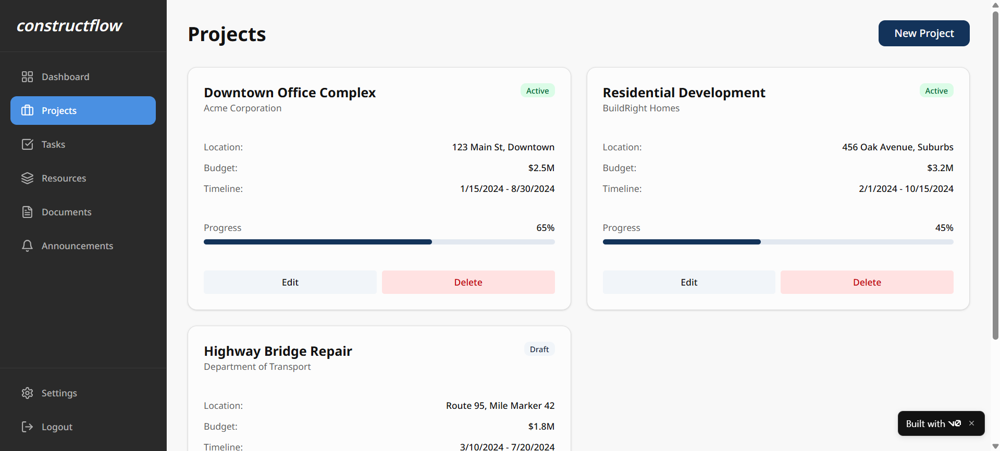 constructflow
Dashboard
Projects
Tasks
Resources
Documents
Announcements
Settings
Logout
Projects
New Project
Downtown Office Complex
Active
Acme Corporation
Location: 123 Main St, Downtown
Budget: $2.5M
Timeline: 1/15/2024 - 8/30/2024
Progress 65%
Edit
Delete
Residential Development
Active
BuildRight Homes
Location: 456 Oak Avenue, Suburbs
Budget: $3.2M
Timeline: 2/1/2024 - 10/15/2024
Progress 45%
Edit
Delete
Highway Bridge Repair
Draft
Department of Transport
Location: Route 95, Mile Marker 42
Budget: $1.8M
Timeline: 3/10/2024 - 7/20/2024
Built with v0